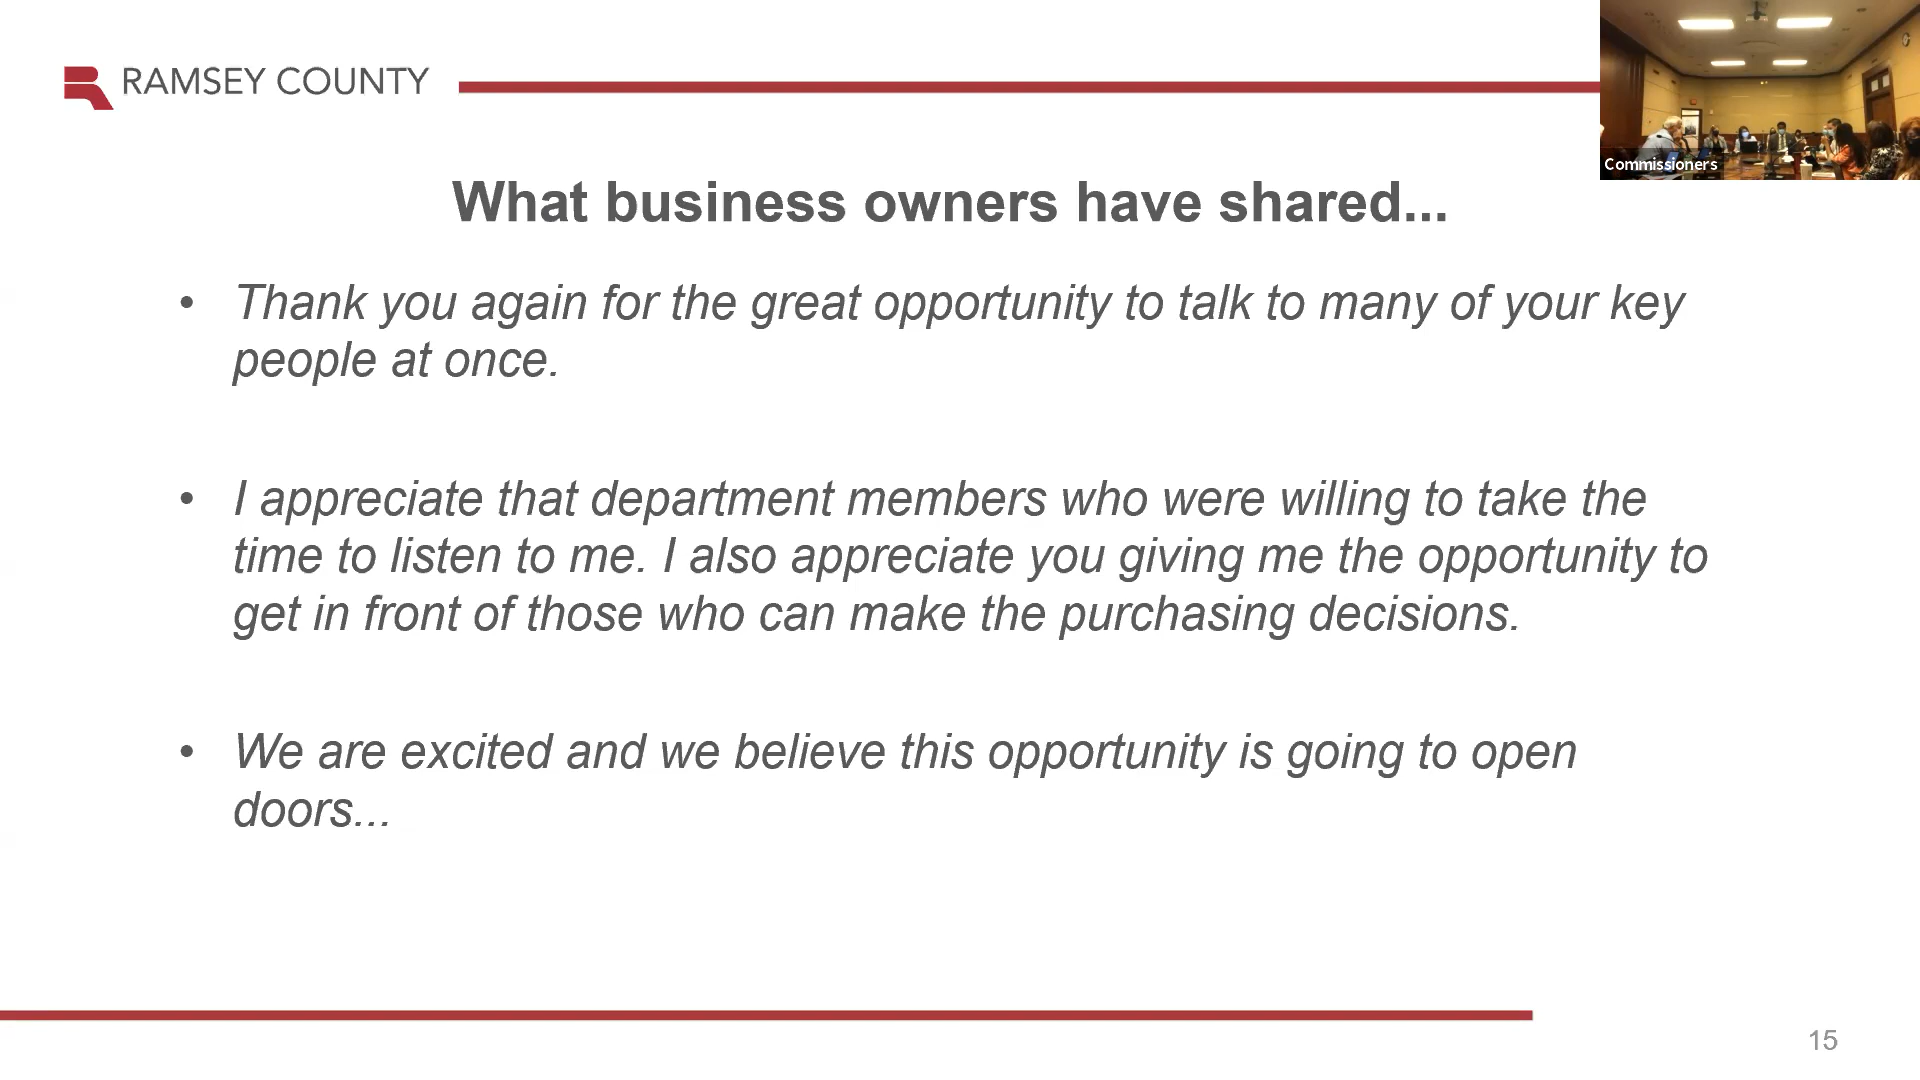 RAMSEY COUNTY
Commissioners
What business owners have shared...
• Thank you again for the great opportunity to talk to many of your key
people at once.
• I appreciate that department members who were willing to take the
time to listen to me. I also appreciate you giving me the opportunity to
get in front of those who can make the purchasing decisions.
• We are excited and we believe this opportunity is going to open
doors...
15